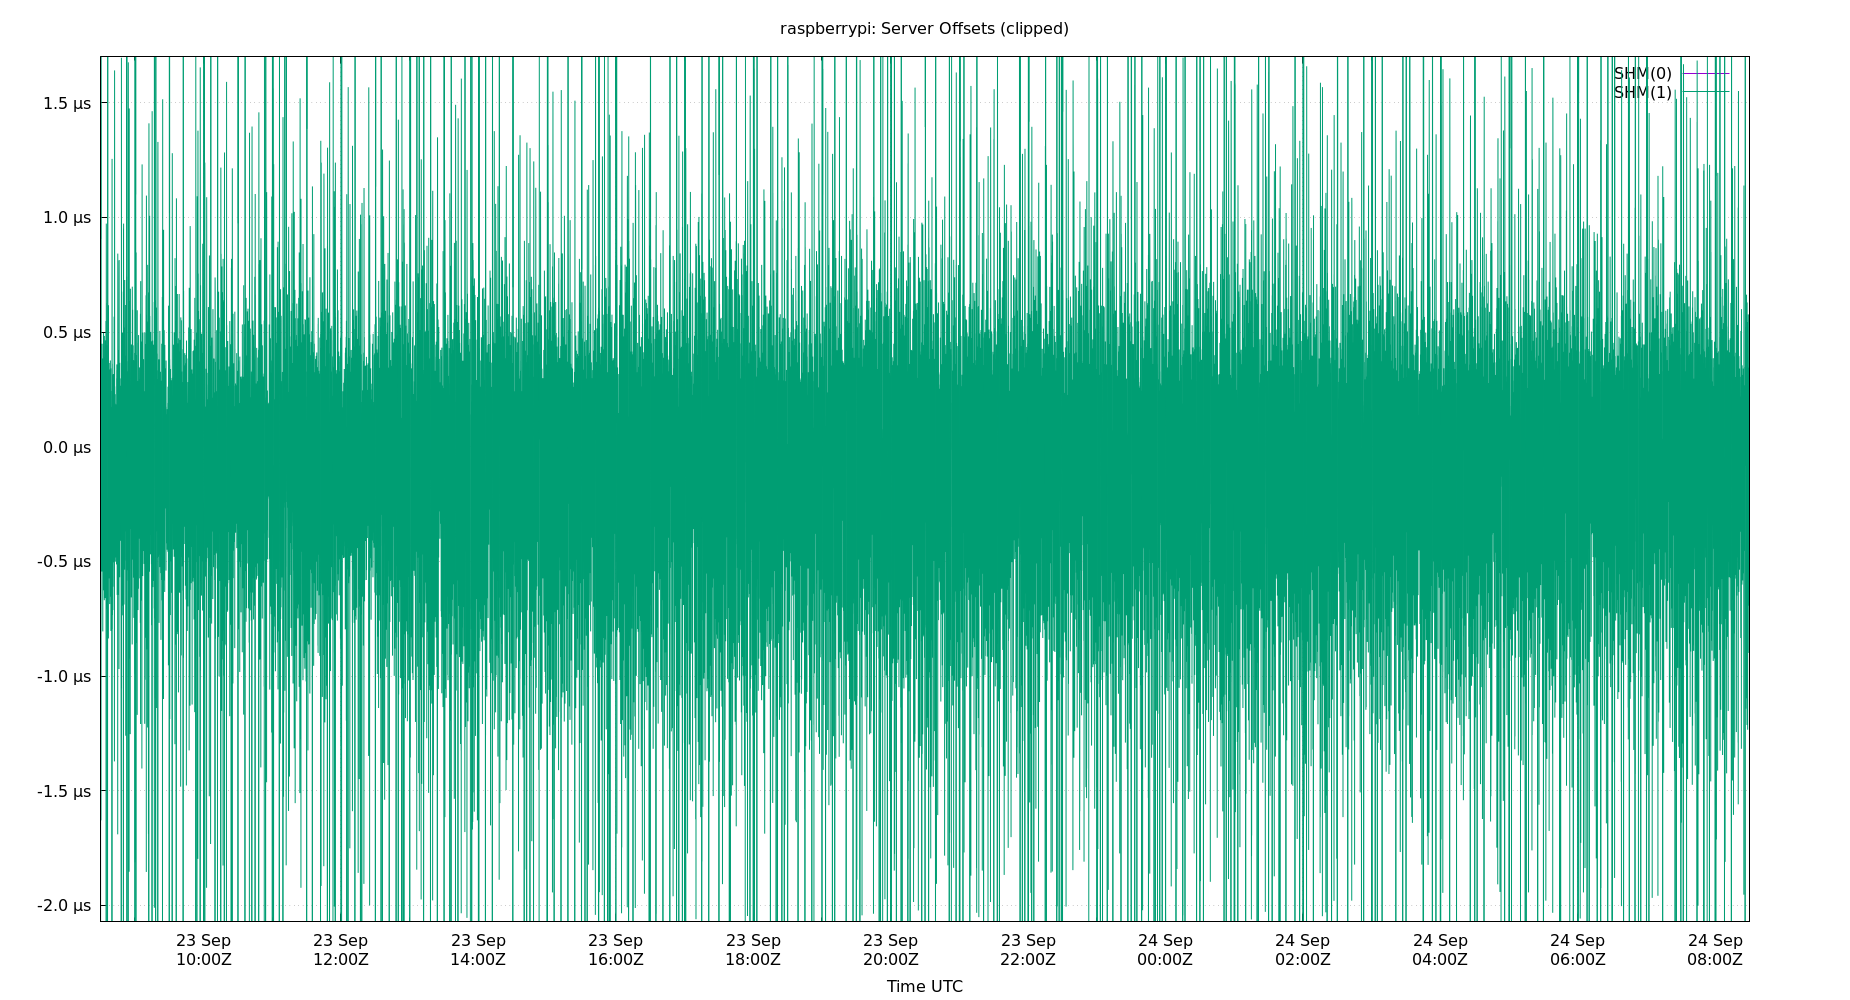 raspberrypi: Server Offsets (clipped)
SHM(0)
SHM(1)
1.5 µs
1.0 µs
0.5 µs
0.0 µs
-0.5 µs
-1.0 µs
-1.5 µs
-2.0 µs
23 Sep 23 Sep 23 Sep 23 Sep 23 Sep 23 Sep 23 Sep 24 Sep 24 Sep 24 Sep 24 Sep 24 Sep
10:00Z 12:00Z 14:00Z 16:00Z 18:00Z 20:00Z 22:00Z 00:00Z 02:00Z 04:00Z 06:00Z 08:00Z
Time UTC